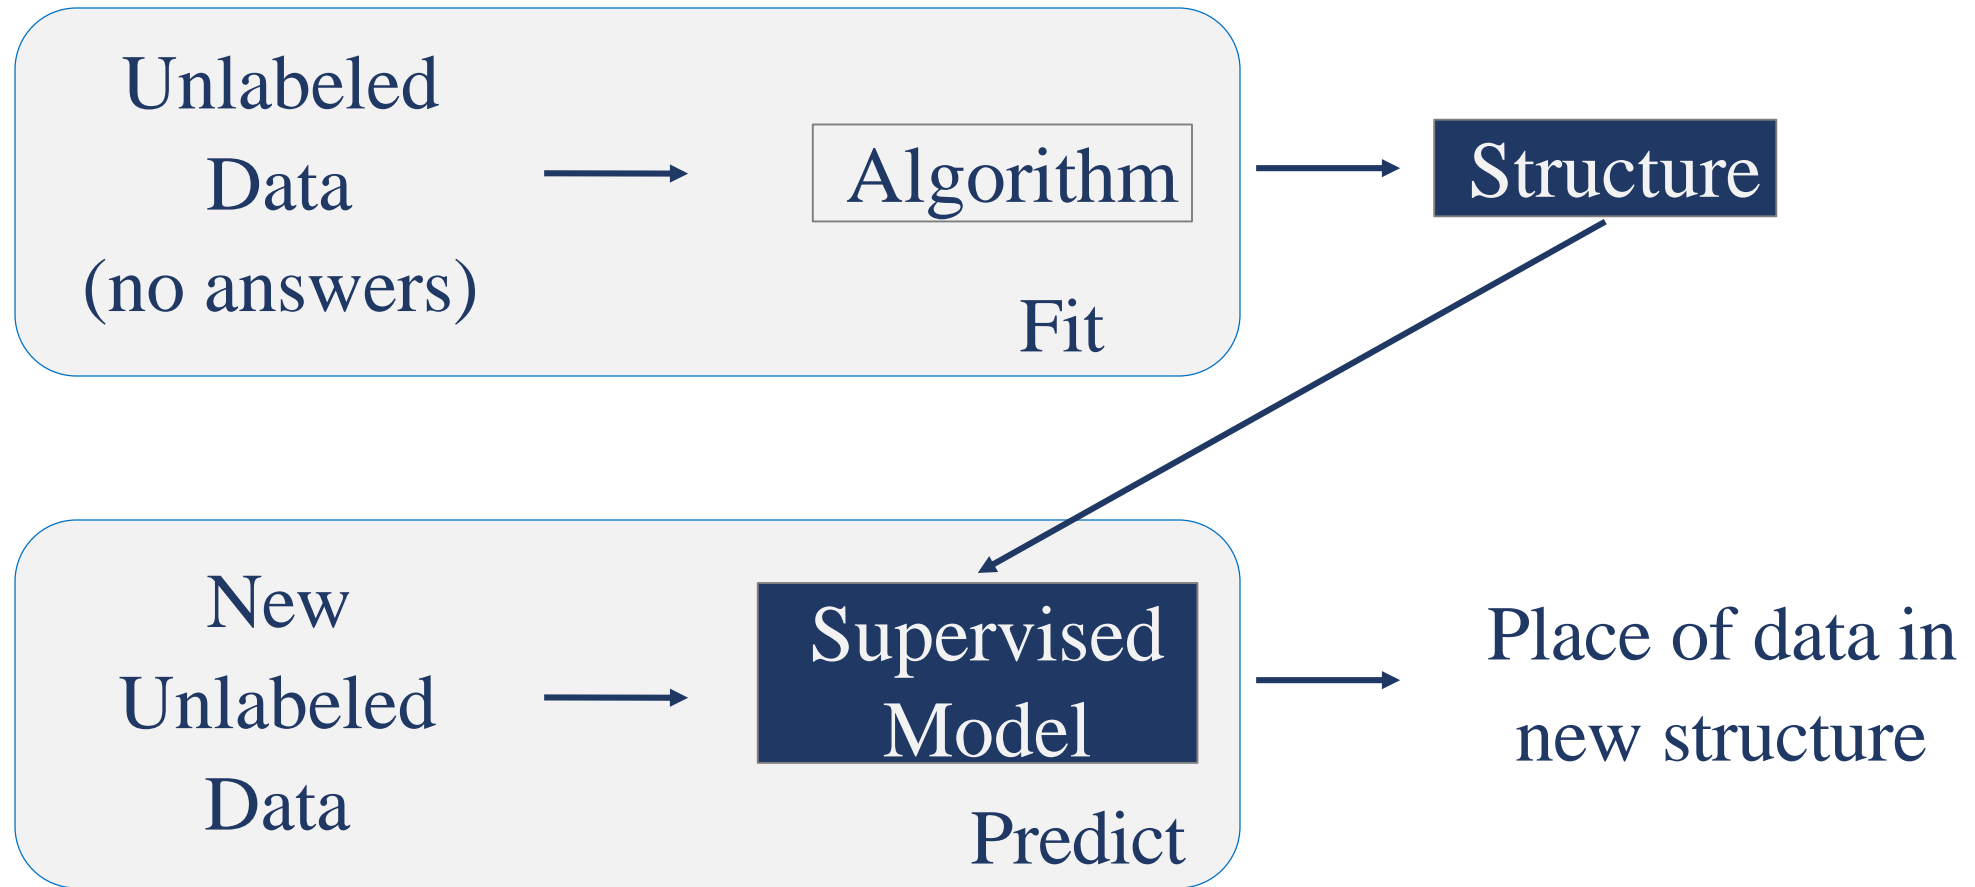 Unlabeled
Data
(no answers)
Algorithm
Fit
Structure
New
Unlabeled
Data
Supervised
Model
Predict
Place of data in
new structure